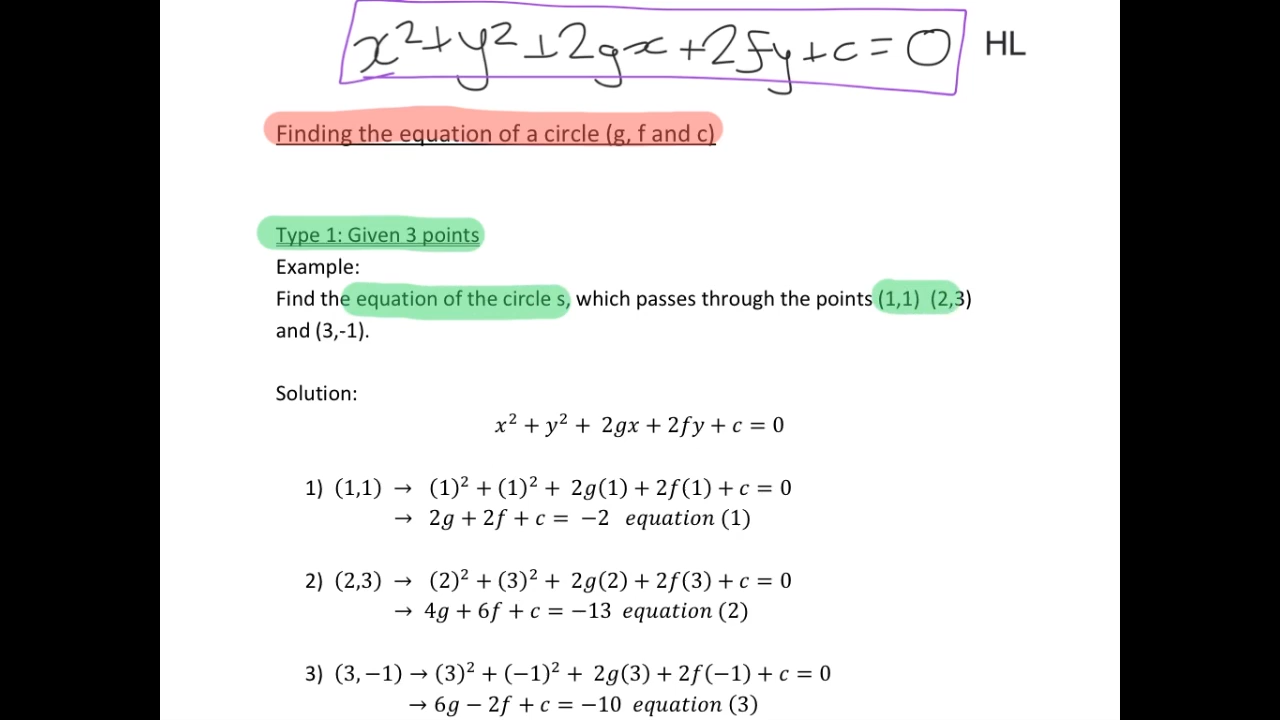 x² + y² + 2gx + 2fy + c = 0 HL
Finding the equation of a circle (g, f and c)
Type 1: Given 3 points
Example:
Find the equation of the circle s, which passes through the points (1,1) (2,3)
and (3,-1).
Solution:
x² + y² + 2gx + 2fy + c = 0
1) (1,1) → (1)² + (1)² + 2g(1) + 2f(1) + c = 0
→ 2g + 2f + c = −2 equation (1)
2) (2,3) → (2)² + (3)² + 2g(2) + 2f(3) + c = 0
→ 4g + 6f + c = −13 equation (2)
3) (3,−1) → (3)² + (−1)² + 2g(3) + 2f(−1) + c = 0
→ 6g − 2f + c = −10 equation (3)